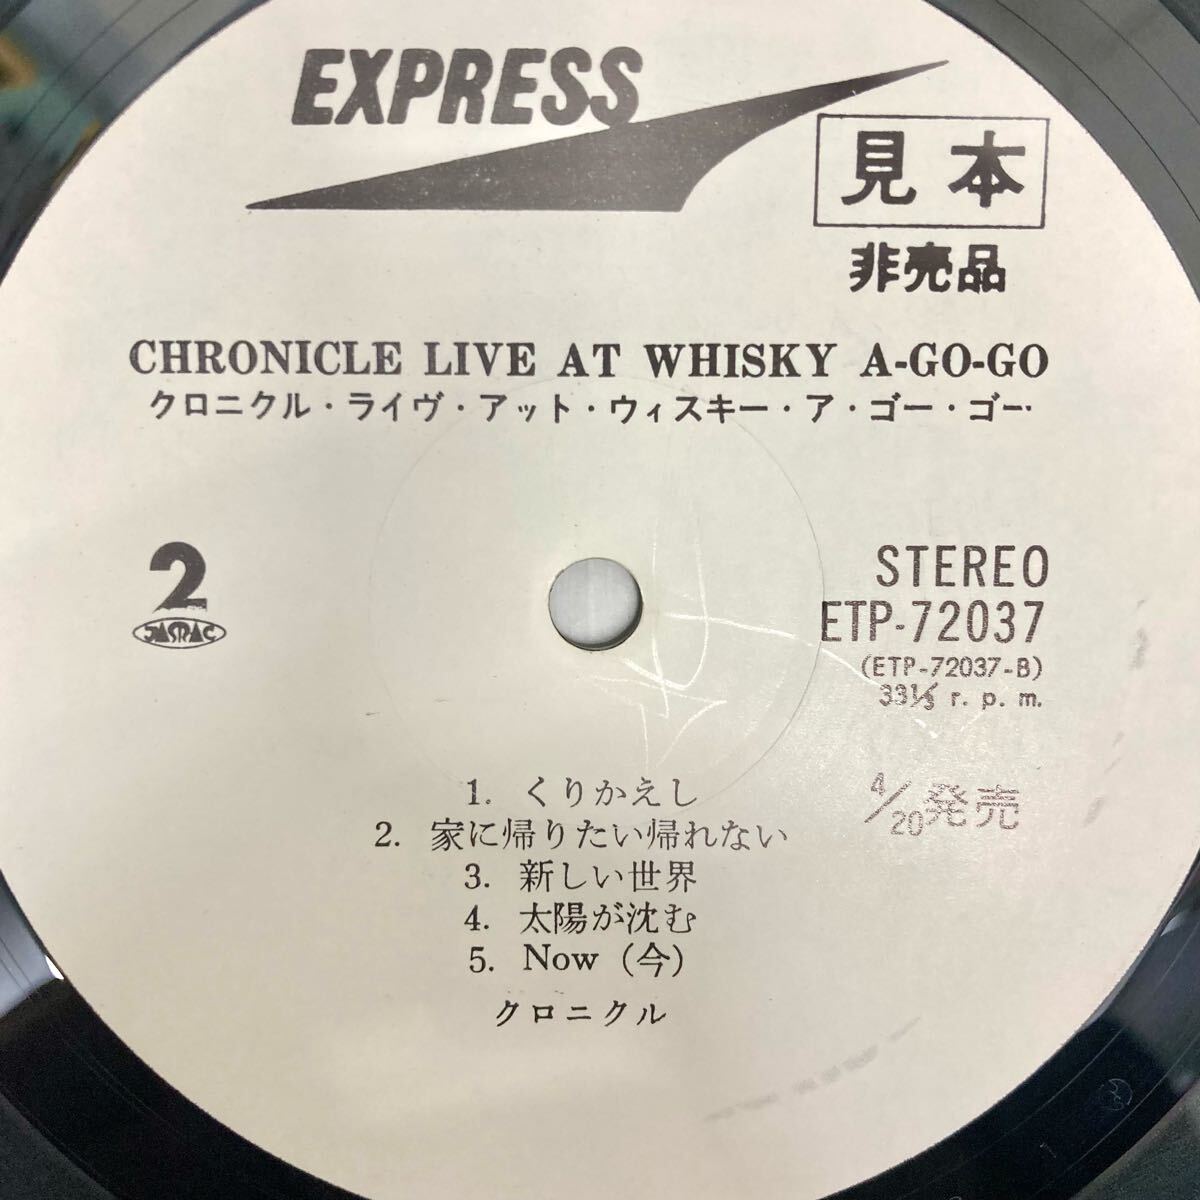 EXPRESS
見本
非売品
CHRONICLE LIVE AT WHISKY A-GO-GO
クロニクル・ライヴ・アット・ウィスキー・ア・ゴー・ゴー
2
JASRAC
STEREO
ETP-72037
(ETP-72037-B)
33⅓ r. p. m.
4/20発売
1. くりかえし
2. 家に帰りたい帰れない
3. 新しい世界
4. 太陽が沈む
5. Now (今)
クロニクル